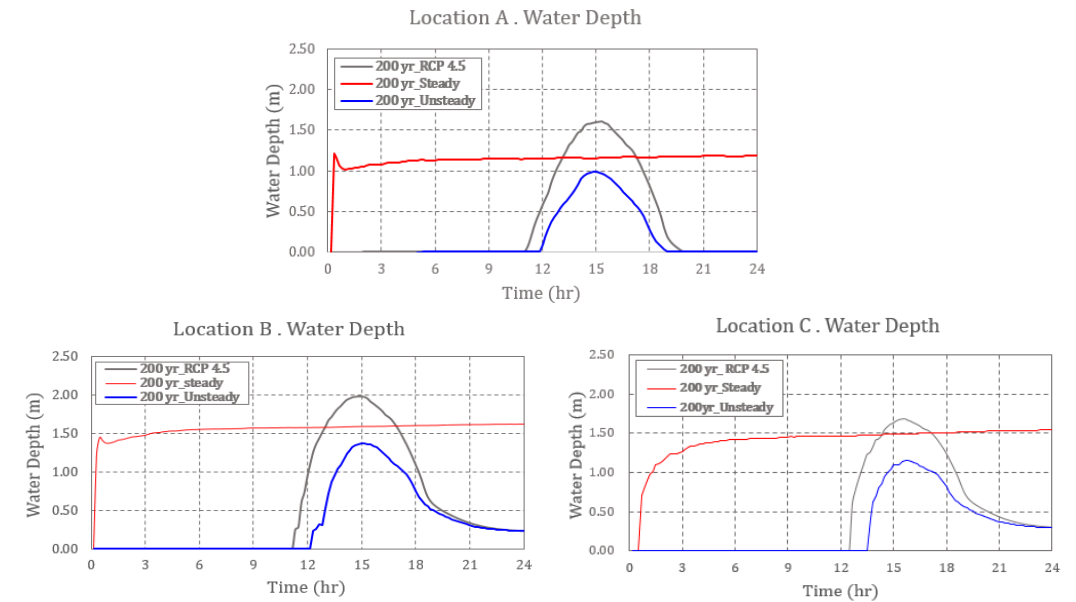 Location A . Water Depth
2.50
2.00
1.50
1.00
0.50
0.00
Water Depth (m)
200 yr_RCP 4.5
200 yr_Steady
200 yr_Unsteady
0 3 6 9 12 15 18 21 24
Time (hr)
Location B . Water Depth
2.50
2.00
1.50
1.00
0.50
0.00
Water Depth (m)
200 yr_RCP 4.5
200 yr_steady
200 yr_Unsteady
0 3 6 9 12 15 18 21 24
Time (hr)
Location C . Water Depth
2.50
2.00
1.50
1.00
0.50
0.00
Water Depth (m)
200 yr_ RCP 4.5
200 yr_Steady
200yr_Unsteady
0 3 6 9 12 15 18 21 24
Time (hr)